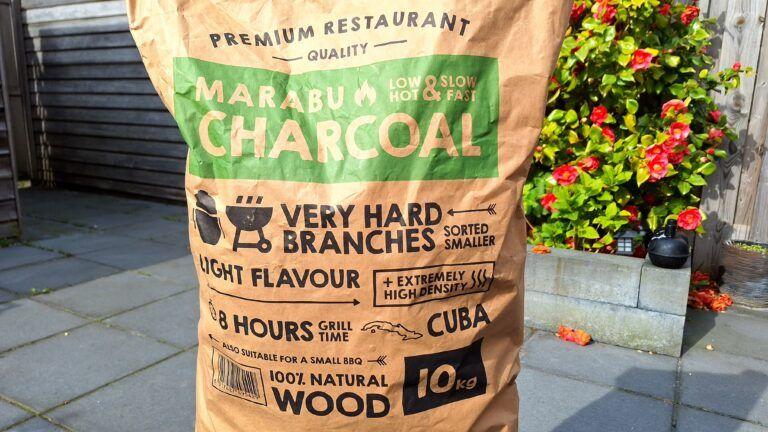 PREMIUM RESTAURANT
QUALITY
MARABU LOW & SLOW
HOT & FAST
CHARCOAL
VERY HARD
BRANCHES SORTED
SMALLER
LIGHT FLAVOUR + EXTREMELY
HIGH DENSITY
8 HOURS GRILL
TIME CUBA
ALSO SUITABLE FOR A SMALL BBQ
100% NATURAL
WOOD 10kg